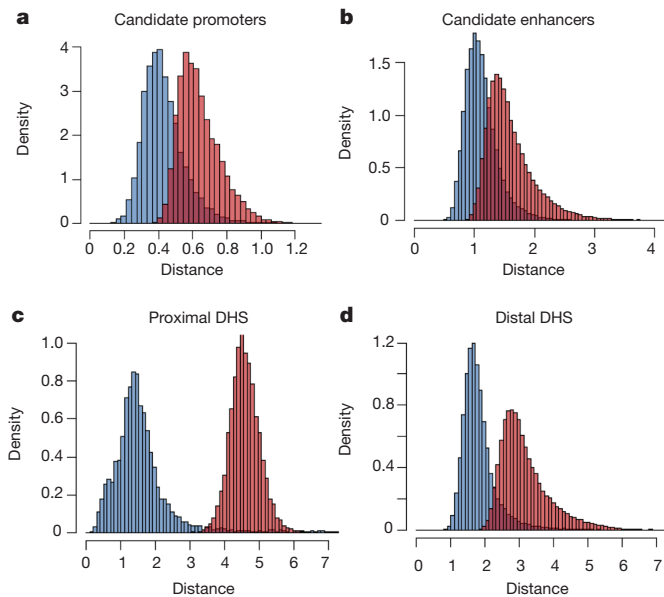 a Candidate promoters
Density
4
3
2
1
0
0 0.2 0.4 0.6 0.8 1.0 1.2
Distance
b Candidate enhancers
Density
1.5
1.0
0.5
0
0 1 2 3 4
Distance
c Proximal DHS
Density
1.0
0.8
0.6
0.4
0.2
0
0 1 2 3 4 5 6 7
Distance
d Distal DHS
Density
1.2
0.8
0.4
0
0 1 2 3 4 5 6 7
Distance